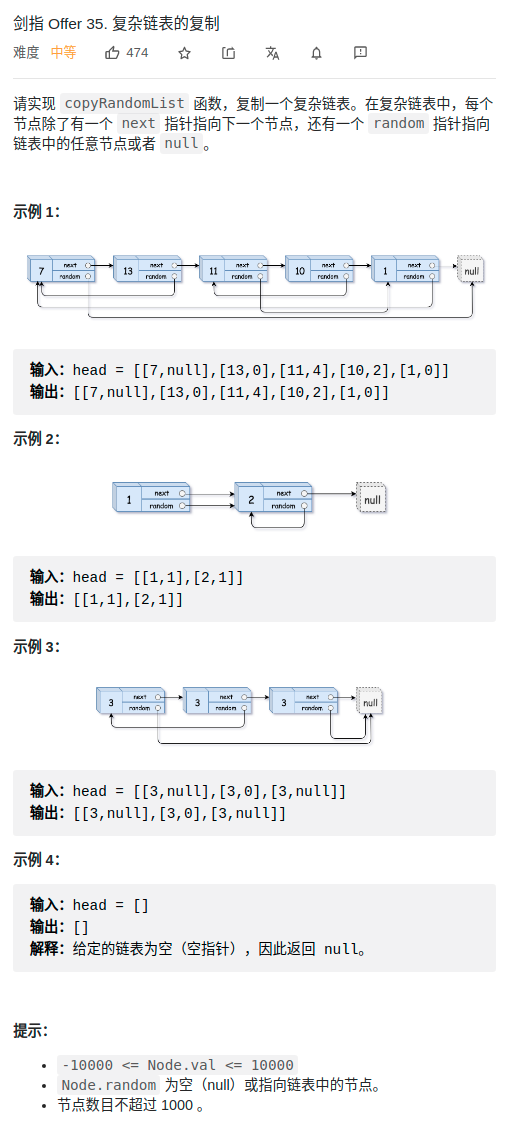 剑指 Offer 35. 复杂链表的复制
难度 中等 474
请实现 copyRandomList 函数，复制一个复杂链表。在复杂链表中，每个
节点除了有一个 next 指针指向下一个节点，还有一个 random 指针指向
链表中的任意节点或者 null 。
示例 1：
7 next random 13 next random 11 next random 10 next random 1 next random null
输入：head = [[7,null],[13,0],[11,4],[10,2],[1,0]]
输出：[[7,null],[13,0],[11,4],[10,2],[1,0]]
示例 2：
1 next random 2 next random null
输入：head = [[1,1],[2,1]]
输出：[[1,1],[2,1]]
示例 3：
3 next random 3 next random 3 next random null
输入：head = [[3,null],[3,0],[3,null]]
输出：[[3,null],[3,0],[3,null]]
示例 4：
输入：head = []
输出：[]
解释：给定的链表为空（空指针），因此返回 null。
提示：
-10000 <= Node.val <= 10000
Node.random 为空（null）或指向链表中的节点。
节点数目不超过 1000 。